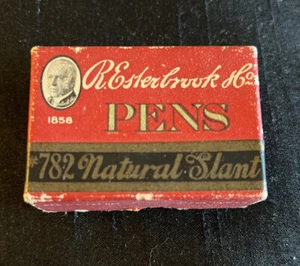 R. Esterbrook & Co.
1858
PENS
#782 Natural Slant